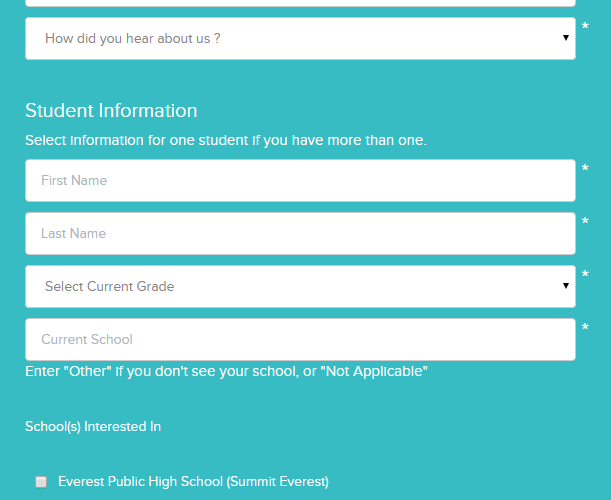 How did you hear about us ? *
Student Information
Select information for one student if you have more than one.
First Name *
Last Name *
Select Current Grade *
Current School *
Enter "Other" if you don't see your school, or "Not Applicable"
School(s) Interested In
Everest Public High School (Summit Everest)